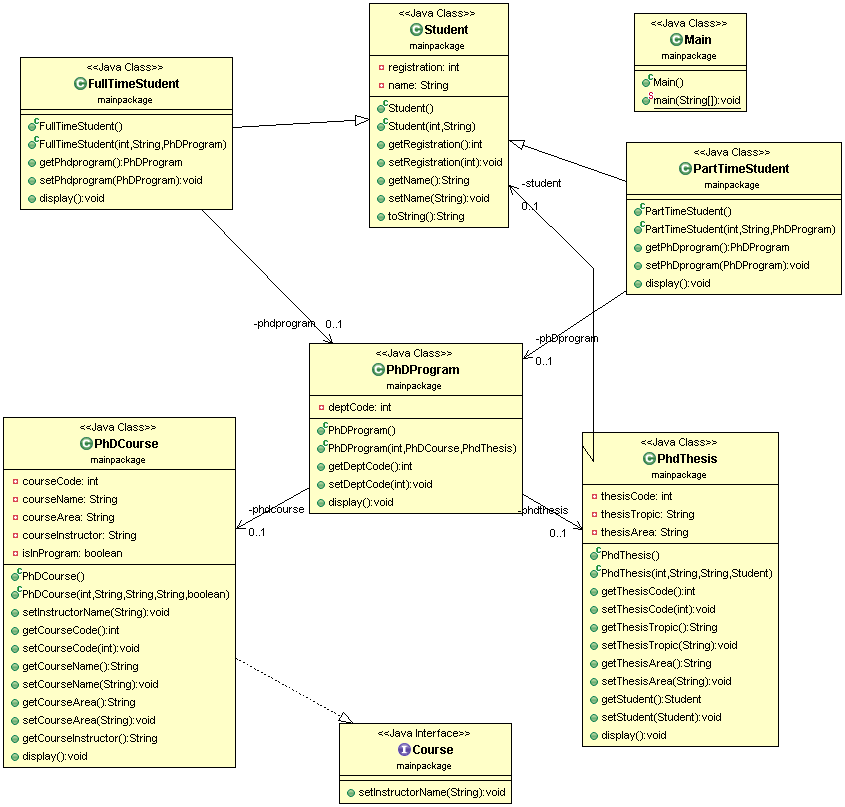 <<Java Class>>
Student
mainpackage
registration: int
name: String
Student()
Student(int,String)
getRegistration():int
setRegistration(int):void
getName():String
setName(String):void
toString():String
<<Java Class>>
Main
mainpackage
Main()
main(String[]):void
<<Java Class>>
FullTimeStudent
mainpackage
FullTimeStudent()
FullTimeStudent(int,String,PhDProgram)
getPhdprogram():PhDProgram
setPhdprogram(PhDProgram):void
display():void
<<Java Class>>
PartTimeStudent
mainpackage
PartTimeStudent()
PartTimeStudent(int,String,PhDProgram)
getPhDprogram():PhDProgram
setPhDprogram(PhDProgram):void
display():void
-student
0..1
-phdprogram 0..1
-phDprogram
0..1
<<Java Class>>
PhDProgram
mainpackage
deptCode: int
PhDProgram()
PhDProgram(int,PhDCourse,PhdThesis)
getDeptCode():int
setDeptCode(int):void
display():void
-phdcourse
0..1
-phdthesis
0..1
<<Java Class>>
PhDCourse
mainpackage
courseCode: int
courseName: String
courseArea: String
courseInstructor: String
isInProgram: boolean
PhDCourse()
PhDCourse(int,String,String,String,boolean)
setInstructorName(String):void
getCourseCode():int
setCourseCode(int):void
getCourseName():String
setCourseName(String):void
getCourseArea():String
setCourseArea(String):void
getCourseInstructor():String
display():void
<<Java Class>>
PhdThesis
mainpackage
thesisCode: int
thesisTropic: String
thesisArea: String
PhdThesis()
PhdThesis(int,String,String,Student)
getThesisCode():int
setThesisCode(int):void
getThesisTropic():String
setThesisTropic(String):void
getThesisArea():String
setThesisArea(String):void
getStudent():Student
setStudent(Student):void
display():void
<<Java Interface>>
Course
mainpackage
setInstructorName(String):void